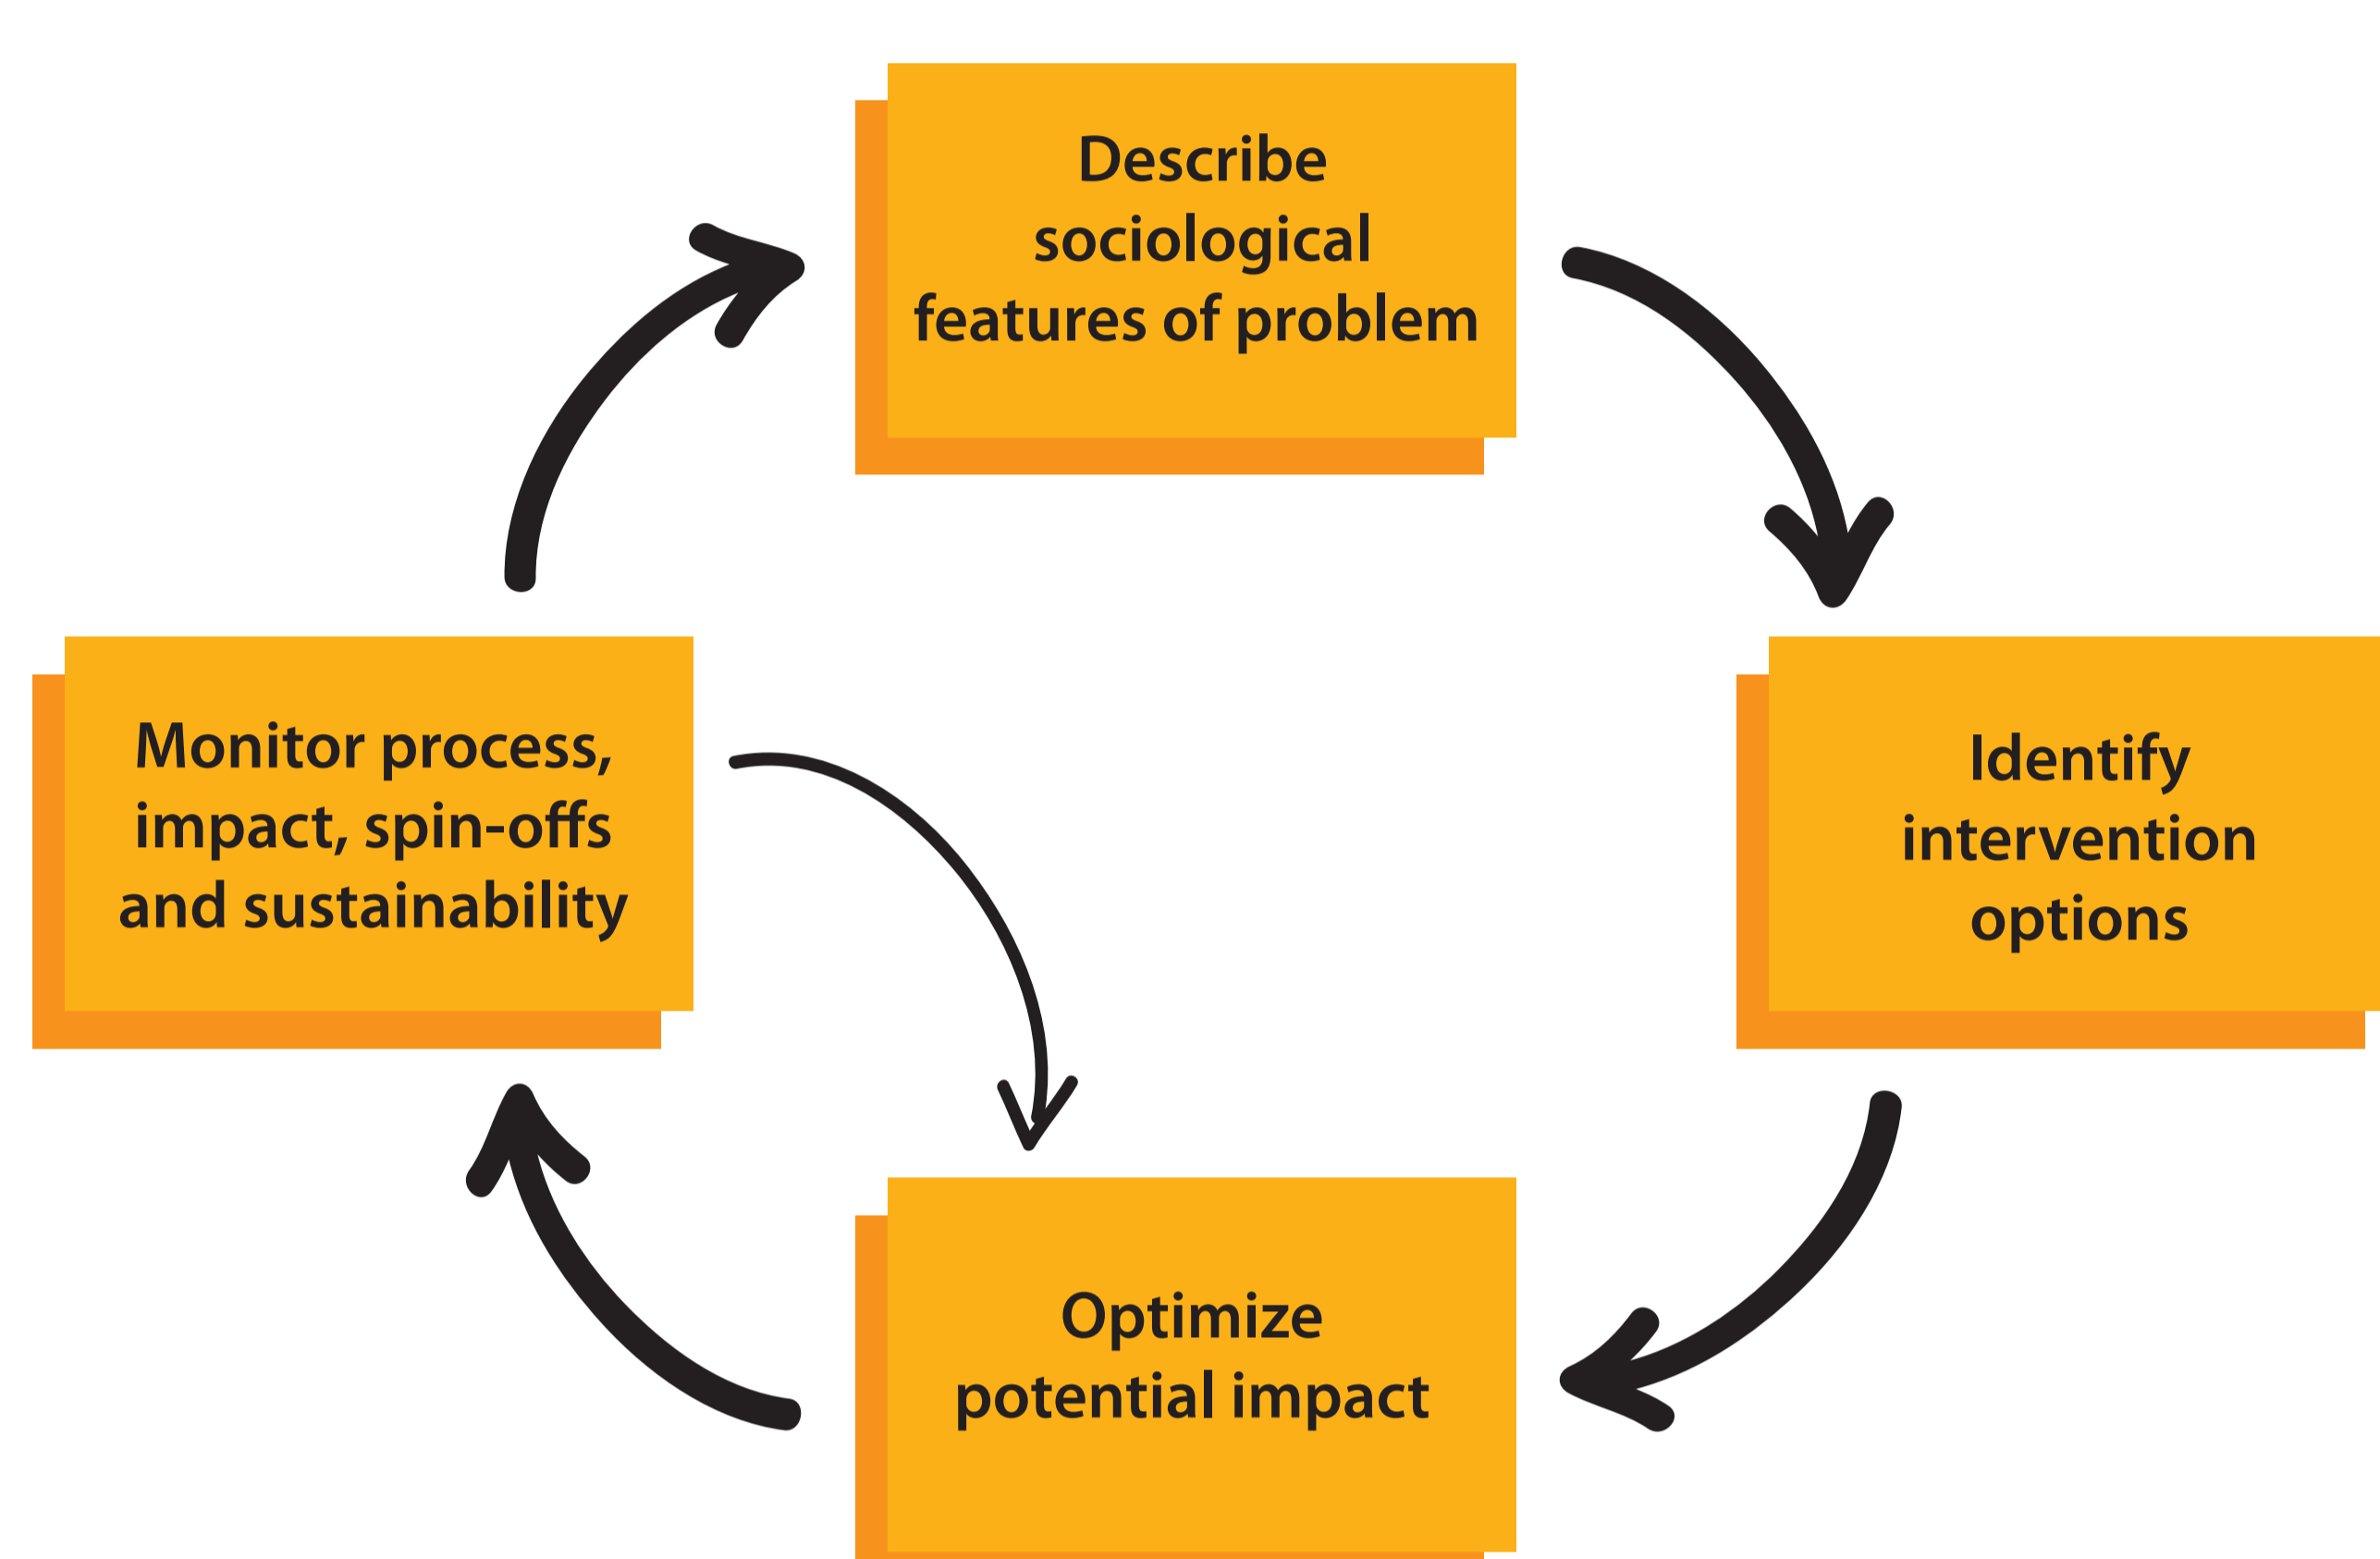 Describe
sociological
features of problem
Monitor process,
impact, spin-offs
and sustainability
Identify
intervention
options
Optimize
potential impact